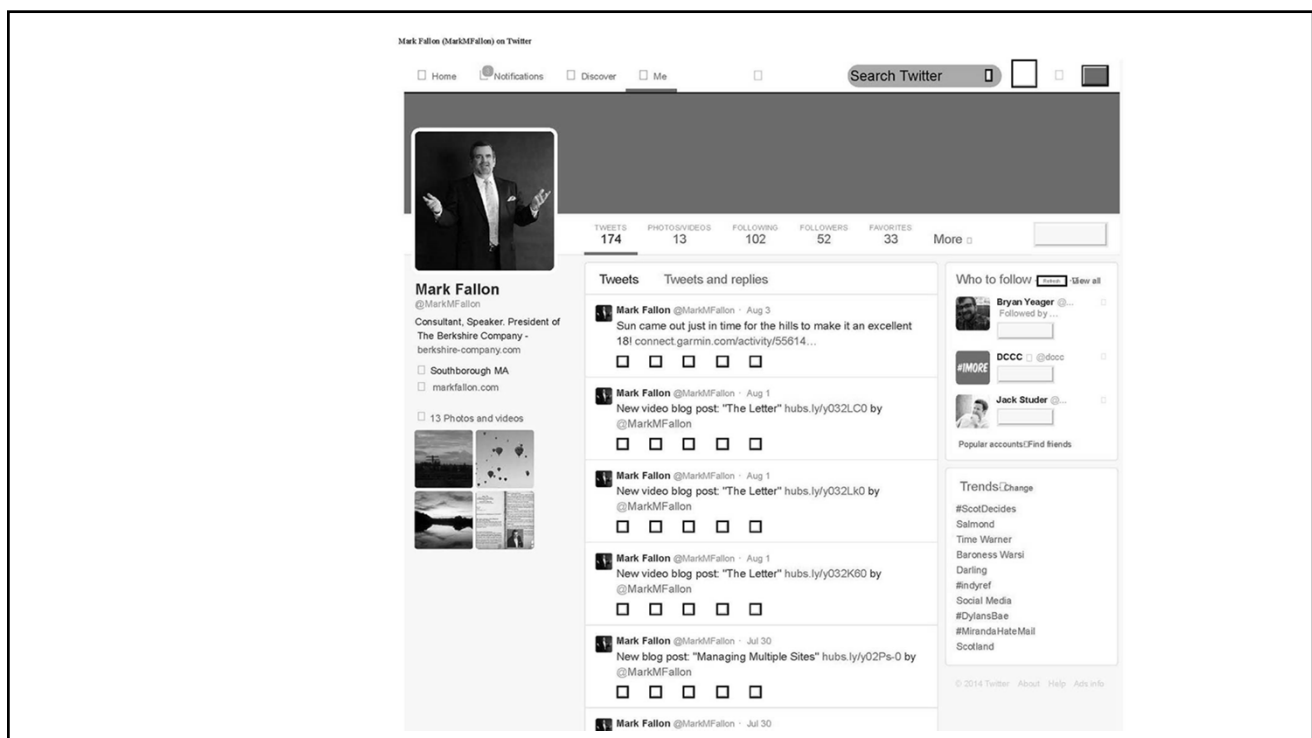 Mark Fallon (MarkMFallon) on Twitter
Home Notifications Discover Me Search Twitter
TWEETS PHOTOS/VIDEOS FOLLOWING FOLLOWERS FAVORITES
174 13 102 52 33 More
Mark Fallon
@MarkMFallon
Consultant, Speaker. President of
The Berkshire Company -
berkshire-company.com
Southborough MA
markfallon.com
13 Photos and videos
Tweets Tweets and replies
Mark Fallon @MarkMFallon · Aug 3
Sun came out just in time for the hills to make it an excellent
18! connect.garmin.com/activity/55614…
Mark Fallon @MarkMFallon · Aug 1
New video blog post: "The Letter" hubs.ly/y032LC0 by
@MarkMFallon
Mark Fallon @MarkMFallon · Aug 1
New video blog post: "The Letter" hubs.ly/y032Lk0 by
@MarkMFallon
Mark Fallon @MarkMFallon · Aug 1
New video blog post: "The Letter" hubs.ly/y032K60 by
@MarkMFallon
Mark Fallon @MarkMFallon · Jul 30
New blog post: "Managing Multiple Sites" hubs.ly/y02Ps-0 by
@MarkMFallon
Mark Fallon @MarkMFallon · Jul 30
Who to follow · Refresh · View all
Bryan Yeager @...
Followed by ...
#IMORE
DCCC @dccc
Jack Studer @...
Popular accounts Find friends
Trends Change
#ScotDecides
Salmond
Time Warner
Baroness Warsi
Darling
#indyref
Social Media
#DylansBae
#MirandaHateMail
Scotland
© 2014 Twitter About Help Ads info